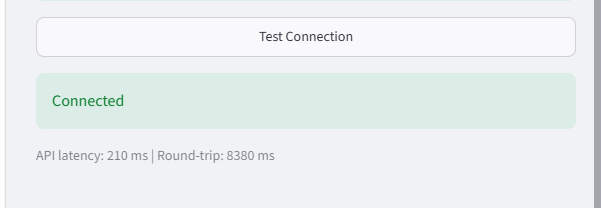 Test Connection
Connected
API latency: 210 ms | Round-trip: 8380 ms